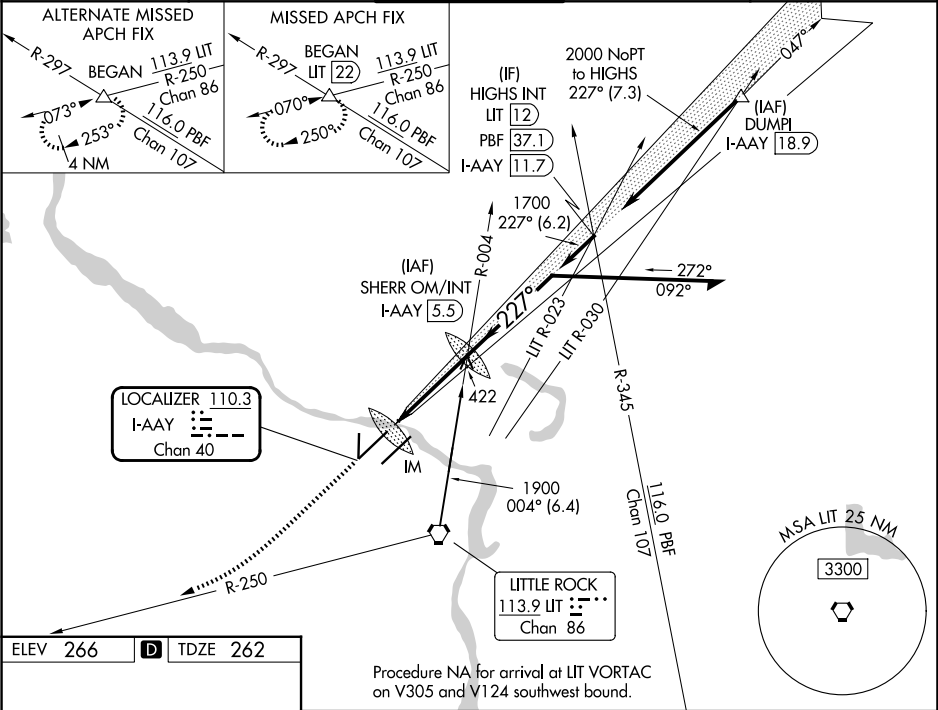 ALTERNATE MISSED
APCH FIX
R-297
BEGAN
113.9 LIT
R-250
Chan 86
073°
253°
116.0 PBF
Chan 107
4 NM
MISSED APCH FIX
R-297
BEGAN
LIT 22
113.9 LIT
R-250
Chan 86
070°
250°
116.0 PBF
Chan 107
047°
2000 NoPT
to HIGHS
227° (7.3)
(IAF)
DUMPI
I-AAY 18.9
(IF)
HIGHS INT
LIT 12
PBF 37.1
I-AAY 11.7
1700
227° (6.2)
R-004
(IAF)
SHERR OM/INT
I-AAY 5.5
227°
272°
092°
LIT R-023
LIT R-030
R-345
422
LOCALIZER 110.3
I-AAY
Chan 40
IM
1900
004° (6.4)
116.0 PBF
Chan 107
R-250
LITTLE ROCK
113.9 LIT
Chan 86
MSA LIT 25 NM
3300
ELEV 266 D TDZE 262
Procedure NA for arrival at LIT VORTAC
on V305 and V124 southwest bound.